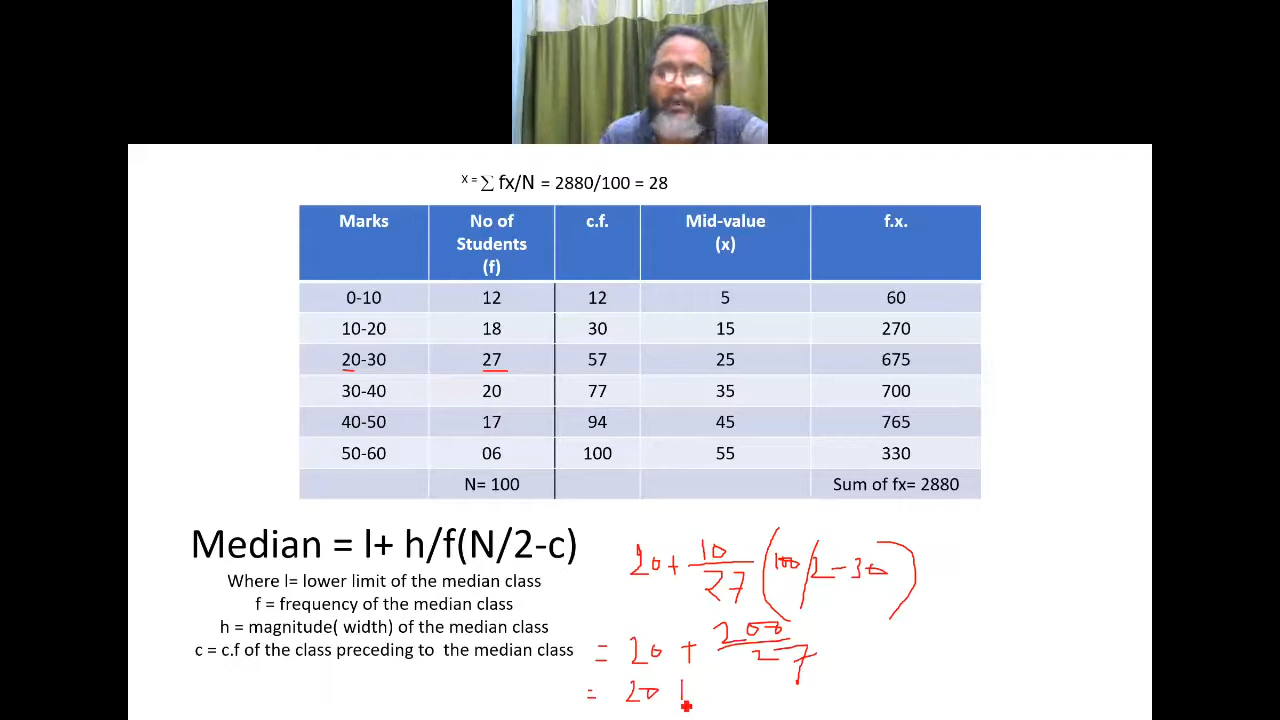 x = ∑ fx/N = 2880/100 = 28
Marks No of Students (f) c.f. Mid-value (x) f.x.
0-10 12 12 5 60
10-20 18 30 15 270
20-30 27 57 25 675
30-40 20 77 35 700
40-50 17 94 45 765
50-60 06 100 55 330
N= 100 Sum of fx= 2880
Median = l+ h/f(N/2-c)
Where l= lower limit of the median class
f = frequency of the median class
h = magnitude( width) of the median class
c = c.f of the class preceding to the median class
20+ 10/27 (100/2-30)
= 20 + 200/27
= 20